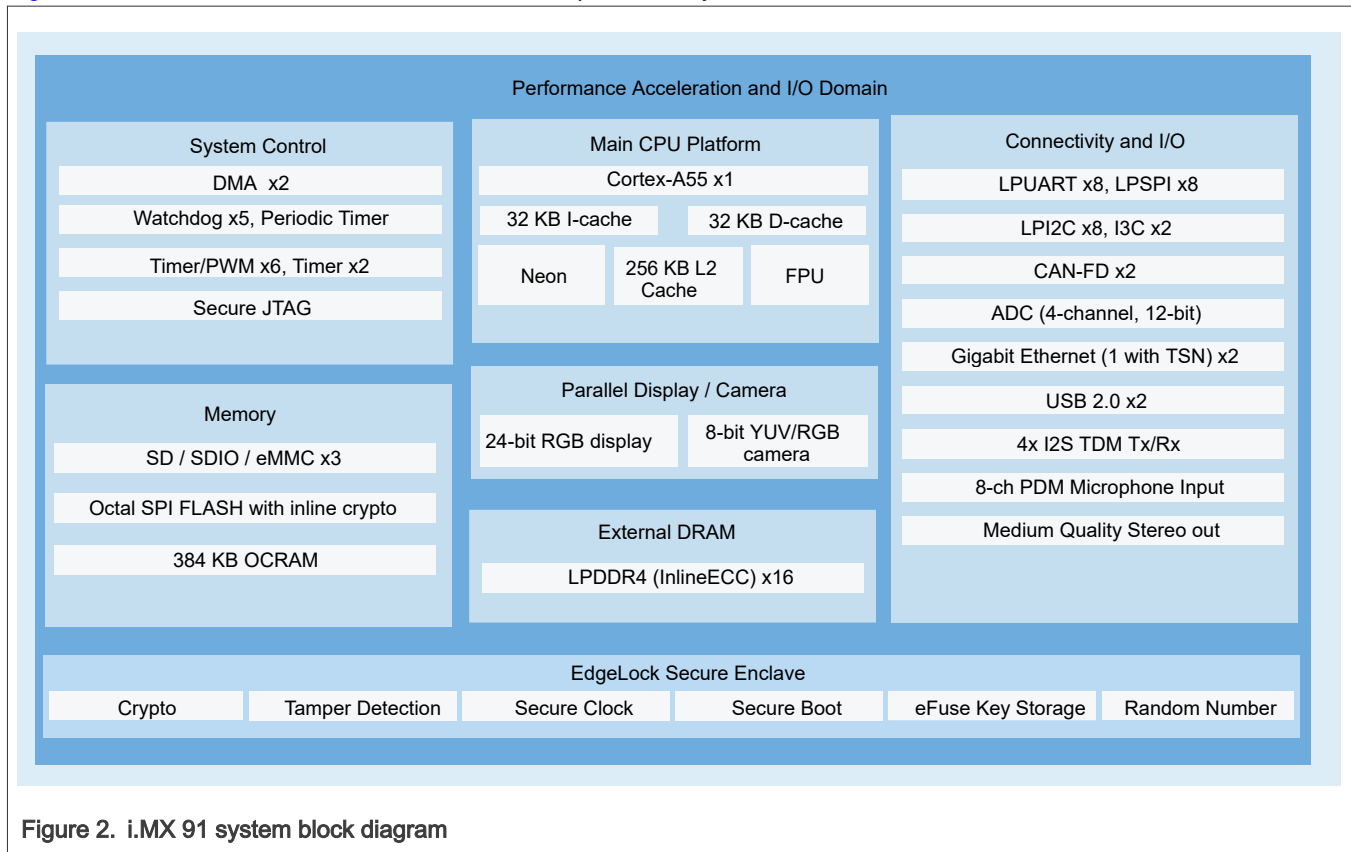 Performance Acceleration and I/O Domain
System Control
DMA x2
Watchdog x5, Periodic Timer
Timer/PWM x6, Timer x2
Secure JTAG
Memory
SD / SDIO / eMMC x3
Octal SPI FLASH with inline crypto
384 KB OCRAM
Main CPU Platform
Cortex-A55 x1
32 KB I-cache
32 KB D-cache
Neon
256 KB L2
Cache
FPU
Parallel Display / Camera
24-bit RGB display
8-bit YUV/RGB
camera
External DRAM
LPDDR4 (InlineECC) x16
Connectivity and I/O
LPUART x8, LPSPI x8
LPI2C x8, I3C x2
CAN-FD x2
ADC (4-channel, 12-bit)
Gigabit Ethernet (1 with TSN) x2
USB 2.0 x2
4x I2S TDM Tx/Rx
8-ch PDM Microphone Input
Medium Quality Stereo out
EdgeLock Secure Enclave
Crypto
Tamper Detection
Secure Clock
Secure Boot
eFuse Key Storage
Random Number
Figure 2. i.MX 91 system block diagram